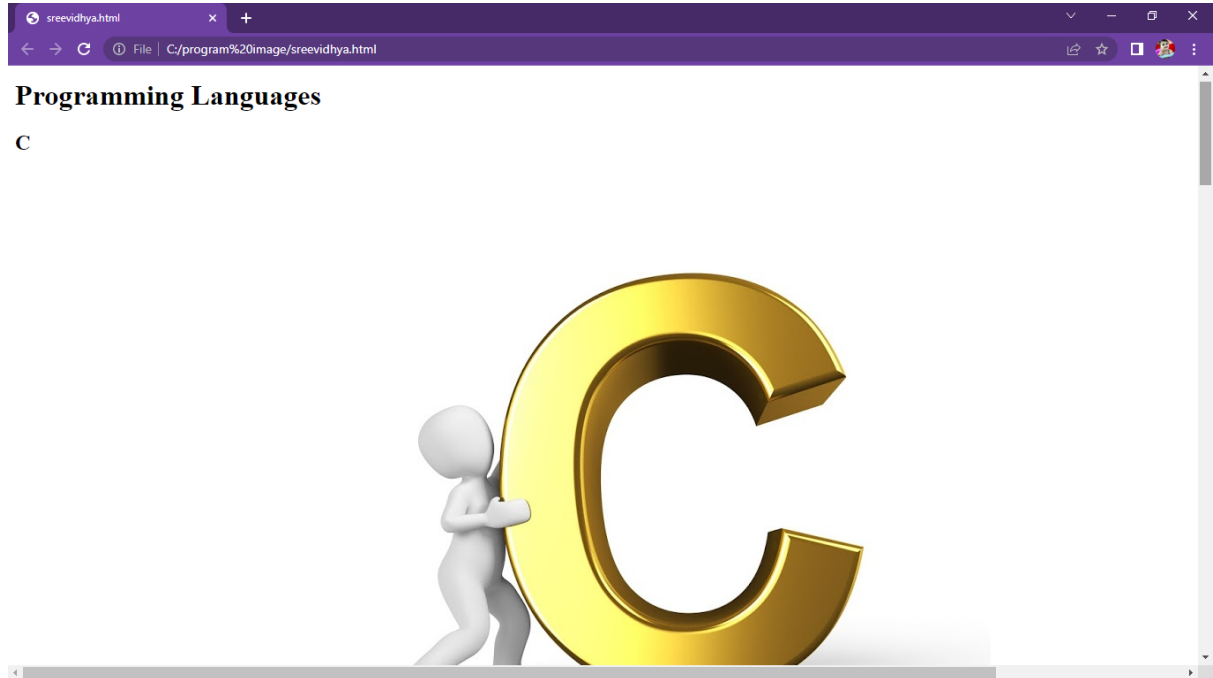 sreevidhya.html
File | C:/program%20image/sreevidhya.html
Programming Languages
C
C